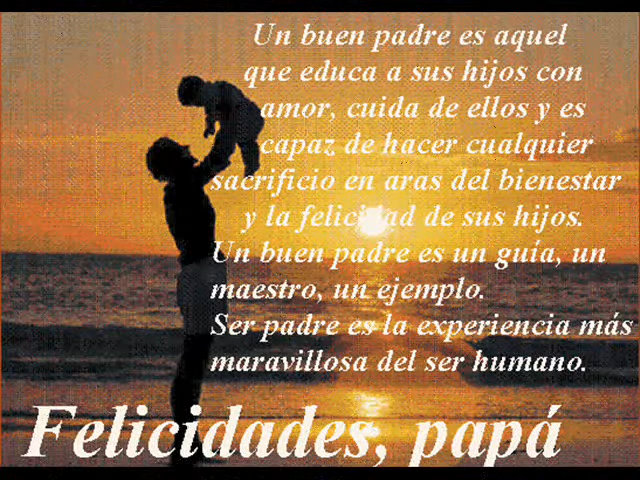 Un buen padre es aquel
que educa a sus hijos con
amor, cuida de ellos y es
capaz de hacer cualquier
sacrificio en aras del bienestar
y la felicidad de sus hijos.
Un buen padre es un guía, un
maestro, un ejemplo.
Ser padre es la experiencia más
maravillosa del ser humano.
Felicidades, papá